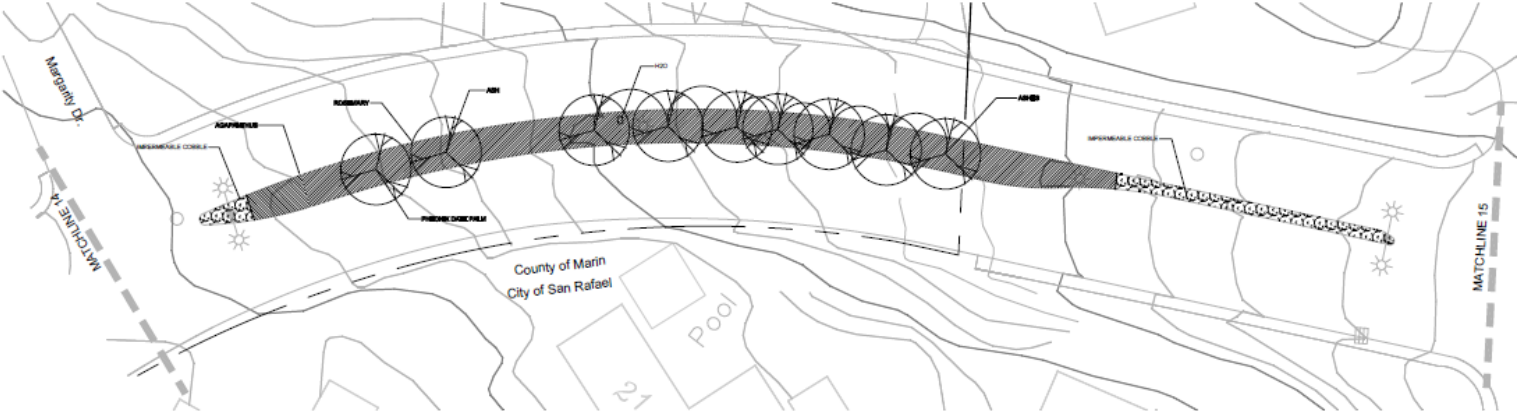 Margarity Dr.
MATCHLINE 14
IMPERMEABLE COBBLE
AGAPANTHUS
ROSEMARY
ASH
PHOENIX DATE PALM
H2O
ASHES
IMPERMEABLE COBBLE
MATCHLINE 15
County of Marin
City of San Rafael
Pool
21